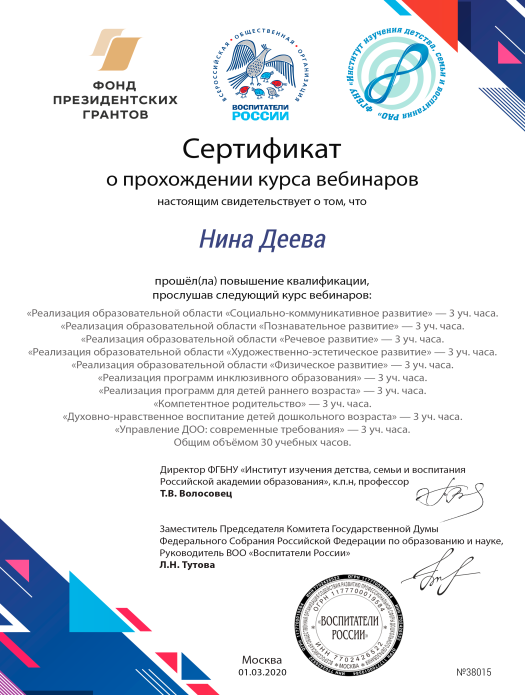 ФОНД
ПРЕЗИДЕНТСКИХ
ГРАНТОВ
ВСЕРОССИЙСКАЯ • ОБЩЕСТВЕННАЯ • ОРГАНИЗАЦИЯ
ВОСПИТАТЕЛИ
РОССИИ
ФГБНУ «Институт изучения детства, семьи и воспитания РАО»
Сертификат
о прохождении курса вебинаров
настоящим свидетельствует о том, что
Нина Деева
прошёл(ла) повышение квалификации,
прослушав следующий курс вебинаров:
«Реализация образовательной области «Социально-коммуникативное развитие» — 3 уч. часа.
«Реализация образовательной области «Познавательное развитие» — 3 уч. часа.
«Реализация образовательной области «Речевое развитие» — 3 уч. часа.
«Реализация образовательной области «Художественно-эстетическое развитие» — 3 уч. часа.
«Реализация образовательной области «Физическое развитие» — 3 уч. часа.
«Реализация программ инклюзивного образования» — 3 уч. часа.
«Реализация программ для детей раннего возраста» — 3 уч. часа.
«Компетентное родительство» — 3 уч. часа.
«Духовно-нравственное воспитание детей дошкольного возраста» — 3 уч. часа.
«Управление ДОО: современные требования» — 3 уч. часа.
Общим объёмом 30 учебных часов.
Директор ФГБНУ «Институт изучения детства, семьи и воспитания
Российской академии образования», к.п.н, профессор
Т.В. Волосовец
Заместитель Председателя Комитета Государственной Думы
Федерального Собрания Российской Федерации по образованию и науке,
Руководитель ВОО «Воспитатели России»
Л.Н. Тутова
ОГРН 1177700019584
«ВОСПИТАТЕЛИ
РОССИИ»
ИНН 7702426522
Москва
01.03.2020
№38015